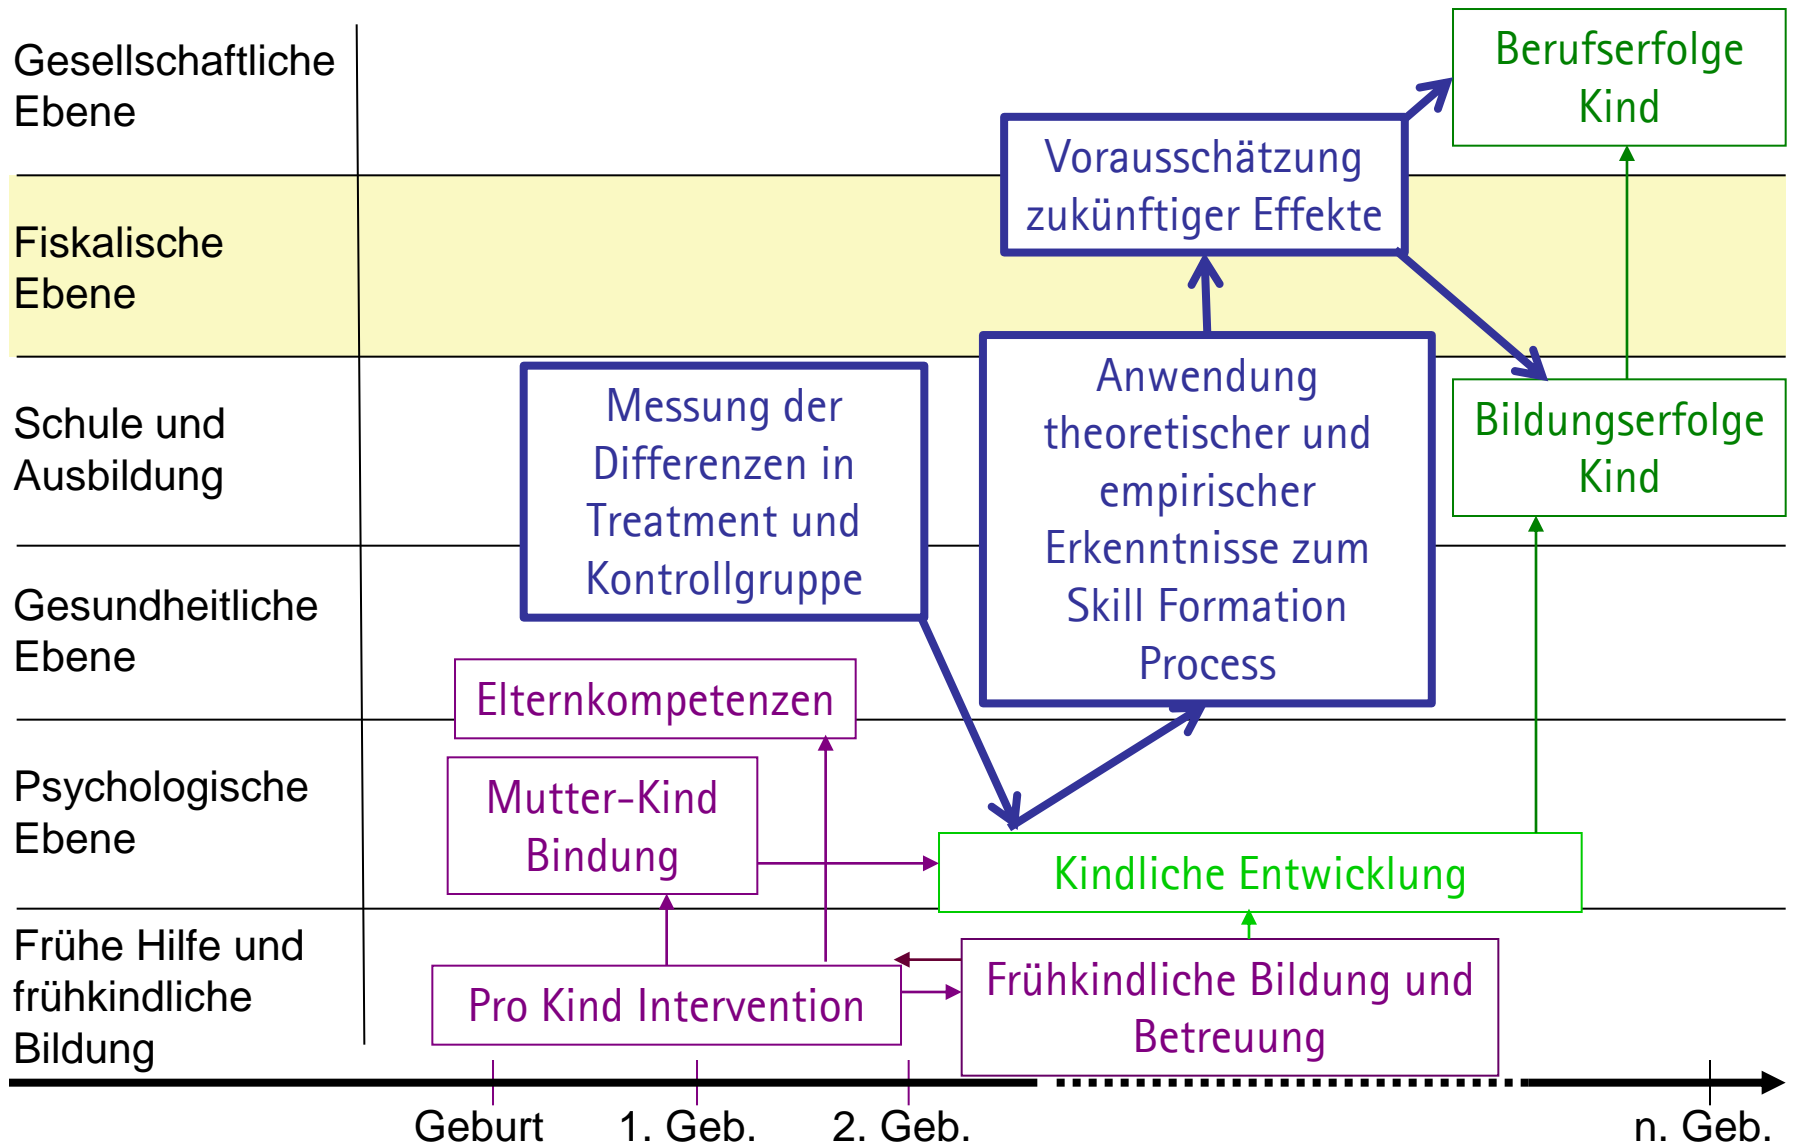 Gesellschaftliche
Ebene
Berufserfolge
Kind
Vorausschätzung
zukünftiger Effekte
Fiskalische
Ebene
Schule und
Ausbildung
Messung der
Differenzen in
Treatment und
Kontrollgruppe
Anwendung
theoretischer und
empirischer
Erkenntnisse zum
Skill Formation
Process
Bildungserfolge
Kind
Gesundheitliche
Ebene
Elternkompetenzen
Psychologische
Ebene
Mutter-Kind
Bindung
Kindliche Entwicklung
Frühe Hilfe und
frühkindliche
Bildung
Pro Kind Intervention
Frühkindliche Bildung und
Betreuung
Geburt
1. Geb.
2. Geb.
n. Geb.